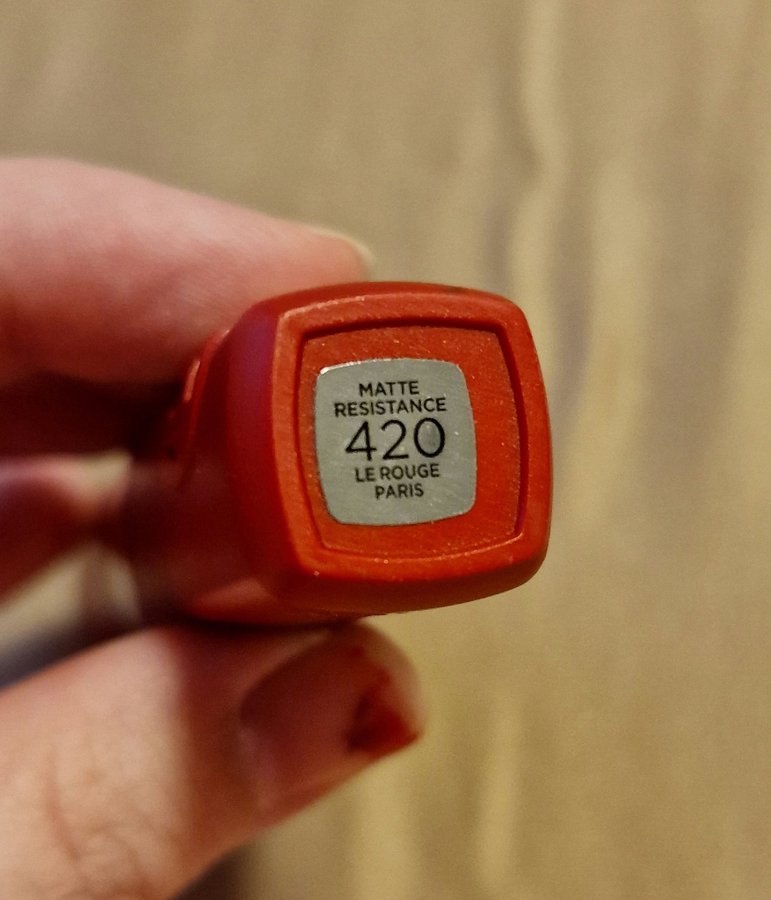 MATTE
RESISTANCE
420
LE ROUGE
PARIS